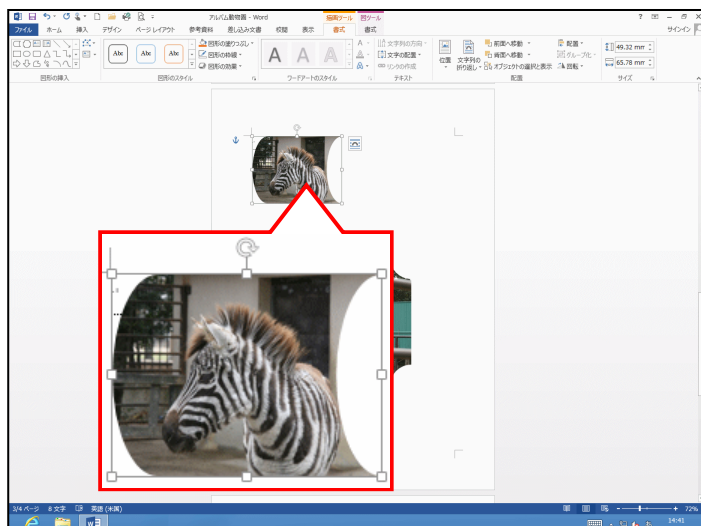 アルバム動物園 - Word
描画ツール 図ツール
サインイン
ファイル ホーム 挿入 デザイン ページ レイアウト 参考資料 差し込み文書 校閲 表示 書式 書式
図形の塗りつぶし
図形の枠線
図形の効果
Abc Abc Abc
A A A
文字列の方向
文字の配置
リンクの作成
位置 文字列の折り返し
前面へ移動
背面へ移動
オブジェクトの選択と表示
配置
グループ化
回転
49.32 mm
65.78 mm
図形の挿入 図形のスタイル ワードアートのスタイル テキスト 配置 サイズ
3/4 ページ 8 文字 英語 (米国) 72%
14:41